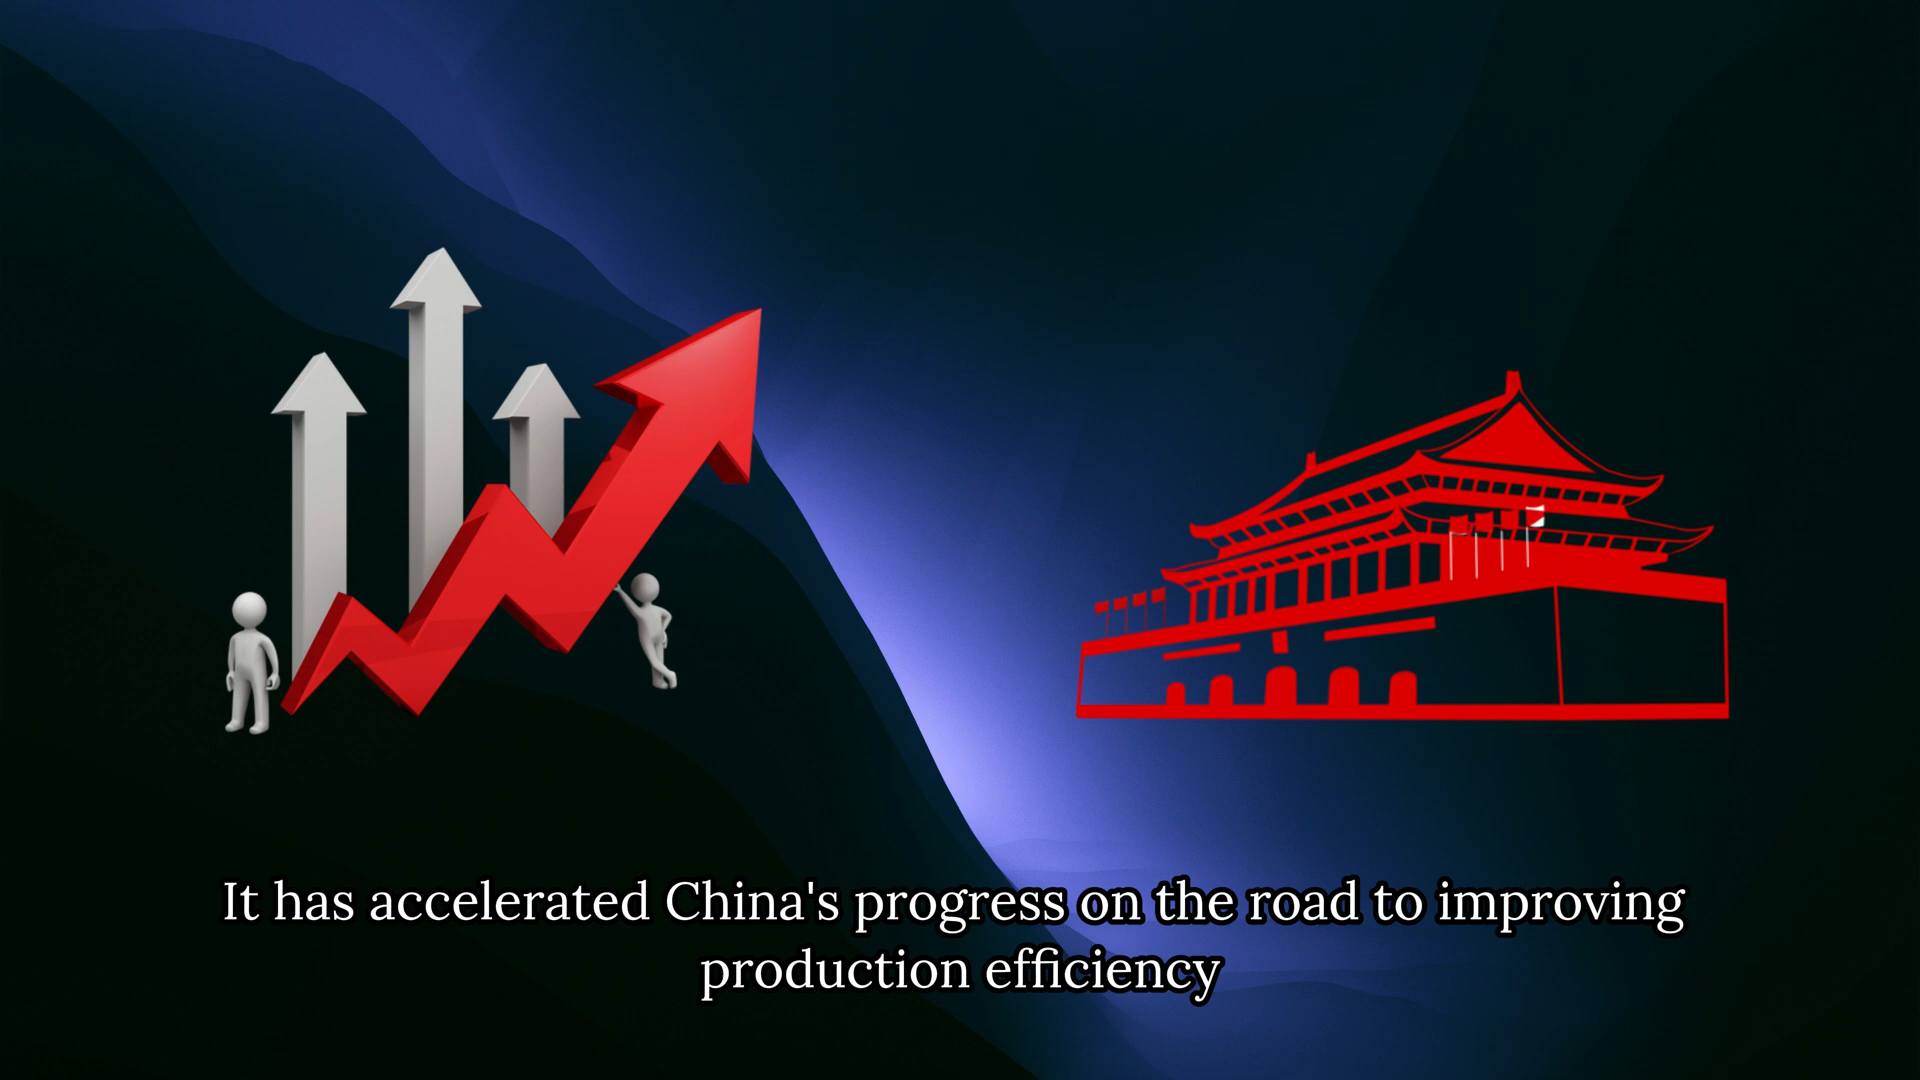 It has accelerated China's progress on the road to improving
production efficiency